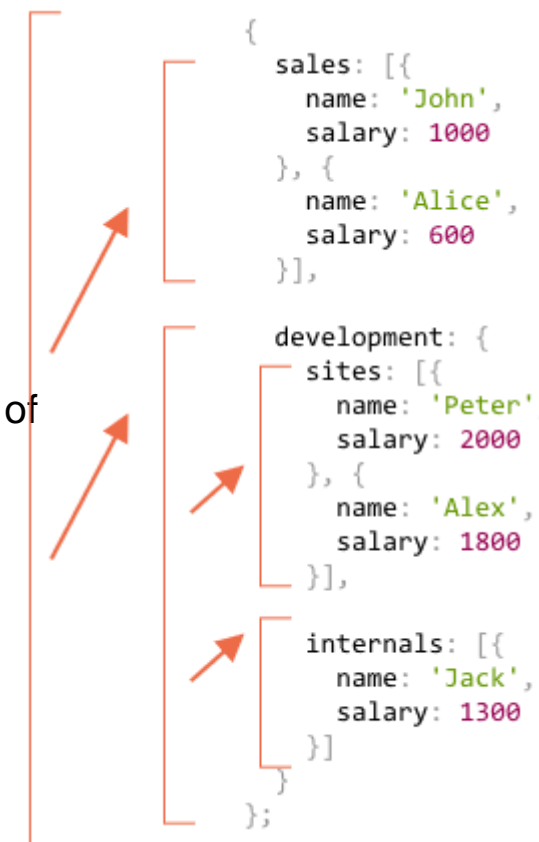 {
sales: [{
name: 'John',
salary: 1000
}, {
name: 'Alice',
salary: 600
}],
development: {
of
sites: [{
name: 'Peter'
salary: 2000
}, {
name: 'Alex',
salary: 1800
}],
internals: [{
name: 'Jack',
salary: 1300
}]
}
};